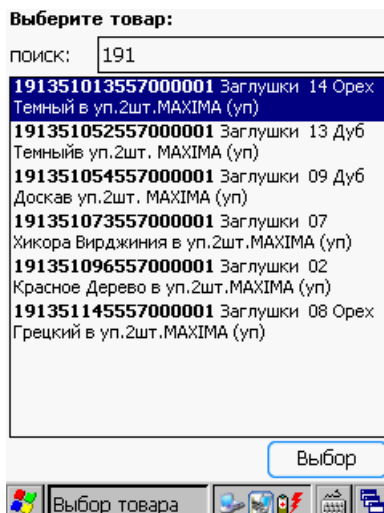 Выберите товар:
поиск: 191
191351013557000001 Заглушки 14 Орех
Темный в уп.2шт.MAXIMA (уп)
191351052557000001 Заглушки 13 Дуб
Темныйв уп.2шт. MAXIMA (уп)
191351054557000001 Заглушки 09 Дуб
Доскав уп.2шт. MAXIMA (уп)
191351073557000001 Заглушки 07
Хикора Вирджиния в уп.2шт.MAXIMA (уп)
191351096557000001 Заглушки 02
Красное Дерево в уп.2шт.MAXIMA (уп)
191351145557000001 Заглушки 08 Орех
Грецкий в уп.2шт.MAXIMA (уп)
Выбор
Выбор товара